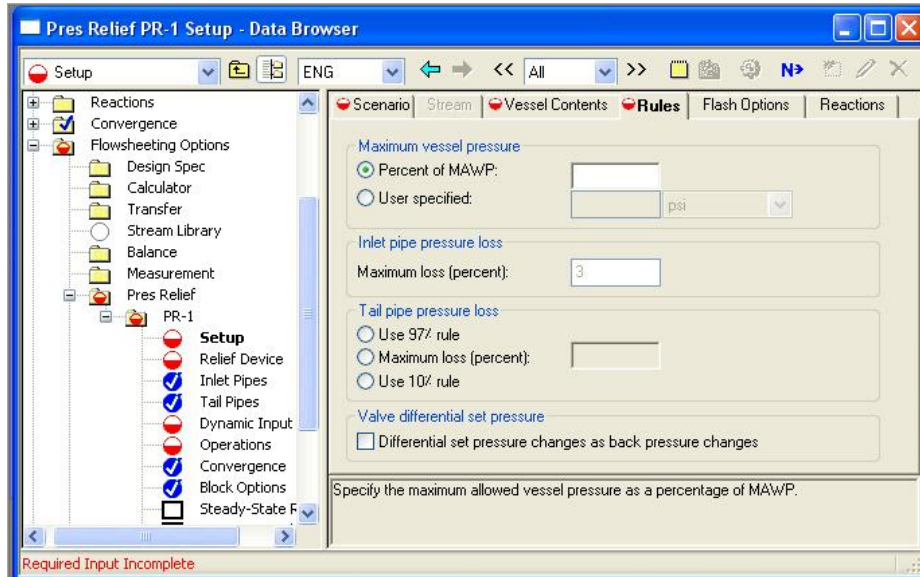 Pres Relief PR-1 Setup - Data Browser
Setup ENG << All >> N
Reactions
Convergence
Flowsheeting Options
Design Spec
Calculator
Transfer
Stream Library
Balance
Measurement
Pres Relief
PR-1
Setup
Relief Device
Inlet Pipes
Tail Pipes
Dynamic Input
Operations
Convergence
Block Options
Steady-State
Scenario Stream Vessel Contents Rules Flash Options Reactions
Maximum vessel pressure
Percent of MAWP:
User specified: psi
Inlet pipe pressure loss
Maximum loss (percent): 3
Tail pipe pressure loss
Use 97% rule
Maximum loss (percent):
Use 10% rule
Valve differential set pressure
Differential set pressure changes as back pressure changes
Specify the maximum allowed vessel pressure as a percentage of MAWP.
Required Input Incomplete